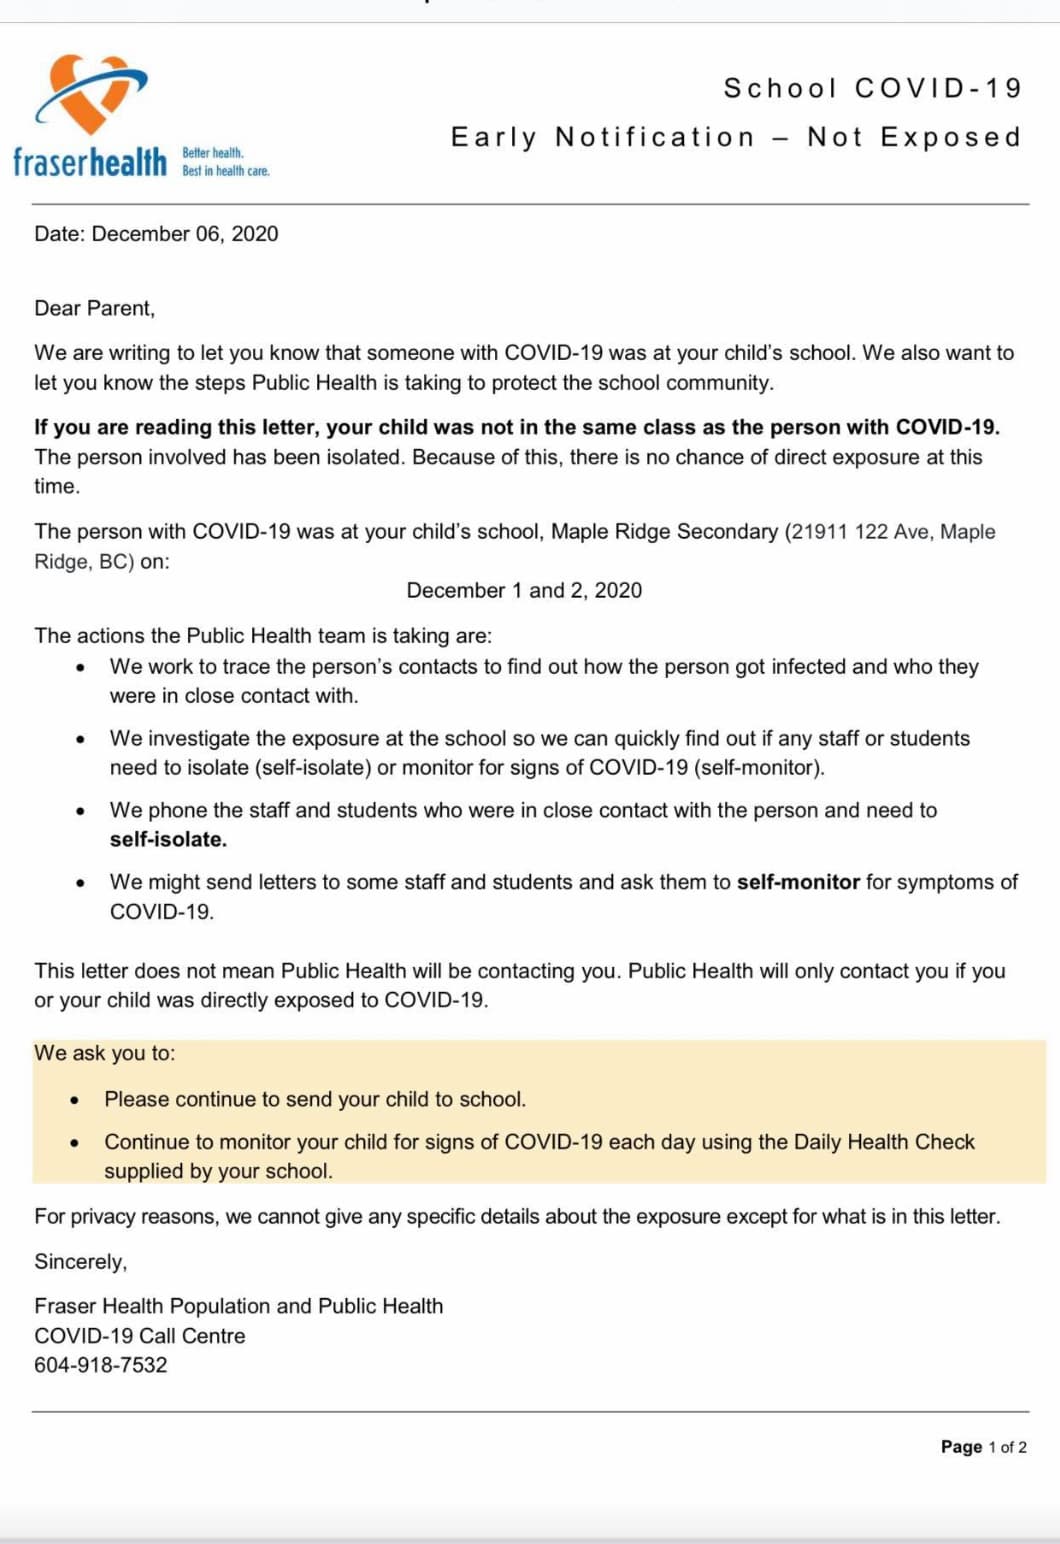 fraserhealth
Better health.
Best in health care.
School COVID-19
Early Notification – Not Exposed
Date: December 06, 2020
Dear Parent,
We are writing to let you know that someone with COVID-19 was at your child's school. We also want to
let you know the steps Public Health is taking to protect the school community.
If you are reading this letter, your child was not in the same class as the person with COVID-19.
The person involved has been isolated. Because of this, there is no chance of direct exposure at this
time.
The person with COVID-19 was at your child's school, Maple Ridge Secondary (21911 122 Ave, Maple
Ridge, BC) on:
December 1 and 2, 2020
The actions the Public Health team is taking are:
• We work to trace the person's contacts to find out how the person got infected and who they
were in close contact with.
• We investigate the exposure at the school so we can quickly find out if any staff or students
need to isolate (self-isolate) or monitor for signs of COVID-19 (self-monitor).
• We phone the staff and students who were in close contact with the person and need to
self-isolate.
• We might send letters to some staff and students and ask them to self-monitor for symptoms of
COVID-19.
This letter does not mean Public Health will be contacting you. Public Health will only contact you if you
or your child was directly exposed to COVID-19.
We ask you to:
• Please continue to send your child to school.
• Continue to monitor your child for signs of COVID-19 each day using the Daily Health Check
supplied by your school.
For privacy reasons, we cannot give any specific details about the exposure except for what is in this letter.
Sincerely,
Fraser Health Population and Public Health
COVID-19 Call Centre
604-918-7532
Page 1 of 2